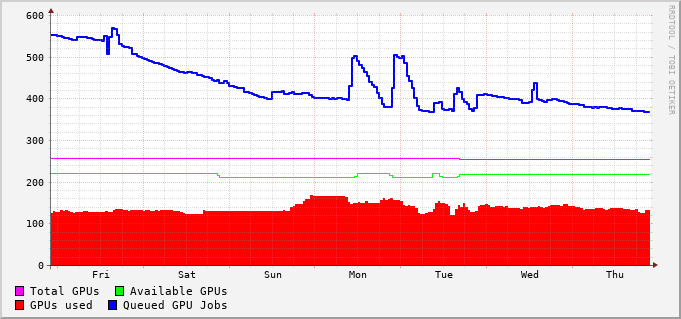 600
500
400
300
200
100
0
Fri Sat Sun Mon Tue Wed Thu
Total GPUs Available GPUs
GPUs used Queued GPU Jobs
RRDTOOL / TOBI OETIKER